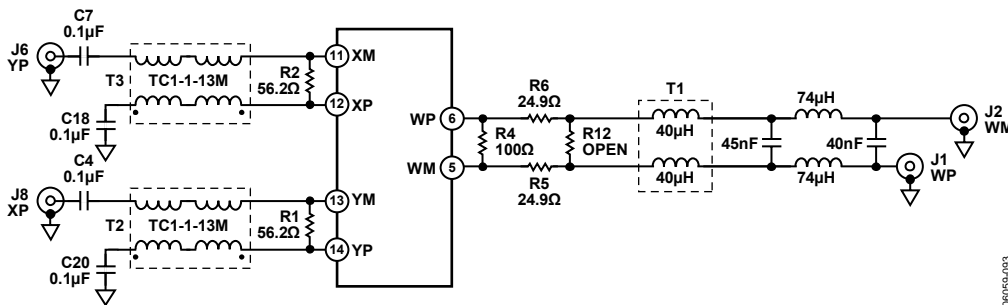 C7
0.1µF
J6
YP
T3
TC1-1-13M
C18
0.1µF
R2
56.2Ω
11
XM
12
XP
C4
0.1µF
J8
XP
T2
TC1-1-13M
C20
0.1µF
R1
56.2Ω
13
YM
14
YP
WP
6
WM
5
R4
100Ω
R6
24.9Ω
R5
24.9Ω
R12
OPEN
T1
40µH
40µH
45nF
74µH
74µH
40nF
J2
WM
J1
WP
06059-093